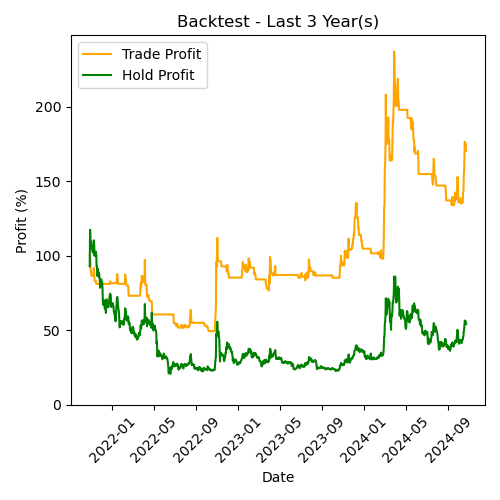 Backtest - Last 3 Year(s)
Trade Profit
Hold Profit
Profit (%)
200
150
100
50
0
2022-01
2022-05
2022-09
2023-01
2023-05
2023-09
2024-01
2024-05
2024-09
Date